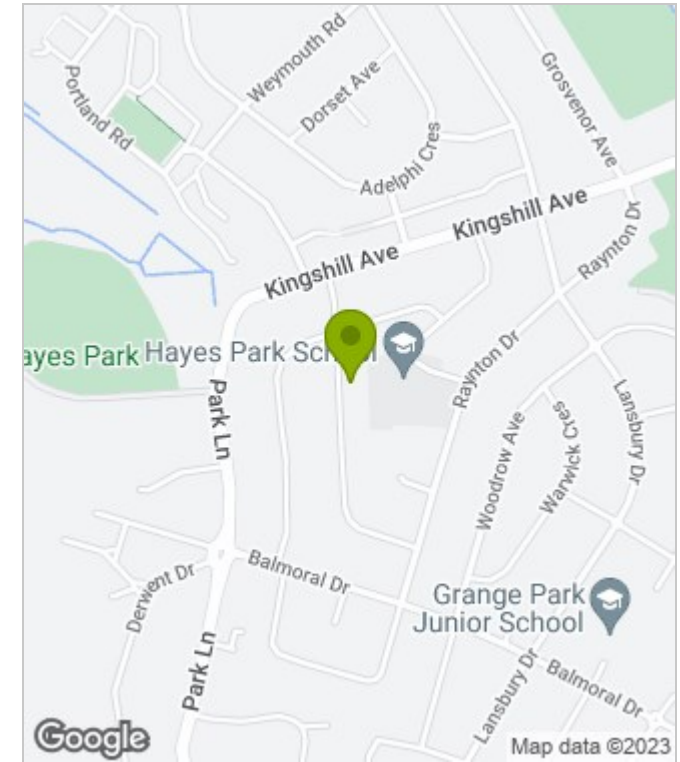 Weymouth Rd
Grosvenor Ave
Portland Rd
Dorset Ave
Adelphi Cres
Kingshill Ave
Raynton Dr
Kingshill Ave
ayes Park
Hayes Park School
Raynton Dr
Park Ln
Lansbury Dr
Woodrow Ave
Warwick Cres
Balmoral Dr
Derwent Dr
Grange Park
Junior School
Park Ln
Lansbury Dr
Balmoral Dr
Google
Map data ©2023